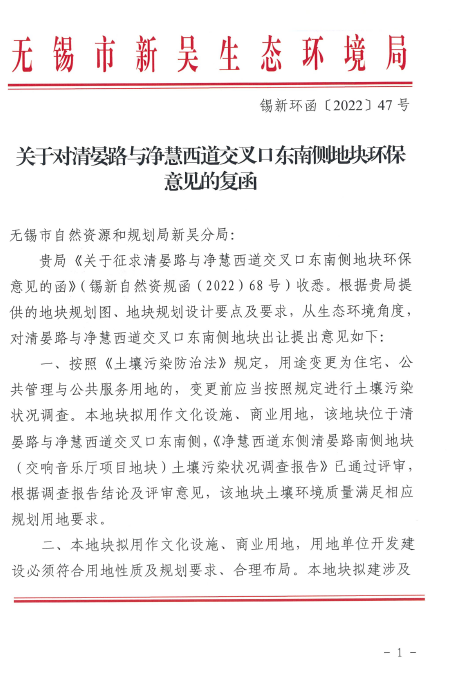 无锡市新吴生态环境局
锡新环函〔2022〕47号
关于对清晏路与净慧西道交叉口东南侧地块环保
意见的复函
无锡市自然资源和规划局新吴分局：
贵局《关于征求清晏路与净慧西道交叉口东南侧地块环保
意见的函》（锡新自然资规函（2022）68号）收悉。根据贵局提
供的地块规划图、地块规划设计要点及要求，从生态环境角度，
对清晏路与净慧西道交叉口东南侧地块出让提出意见如下：
一、按照《土壤污染防治法》规定，用途变更为住宅、公
共管理与公共服务用地的，变更前应当按照规定进行土壤污染
状况调查。本地块拟用作文化设施、商业用地，该地块位于清
晏路与净慧西道交叉口东南侧，《净慧西道东侧清晏路南侧地块
（交响音乐厅项目地块）土壤污染状况调查报告》已通过评审，
根据调查报告结论及评审意见，该地块土壤环境质量满足相应
规划用地要求。
二、本地块拟用作文化设施、商业用地，用地单位开发建
设必须符合用地性质及规划要求、合理布局。本地块拟建涉及
- 1 -